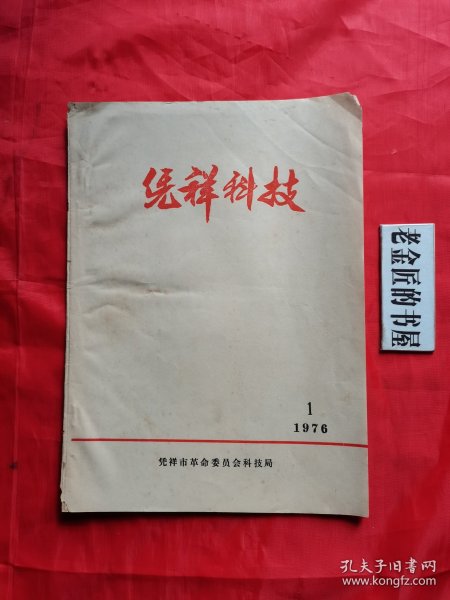 凭祥科技
1
1976
凭祥市革命委员会科技局
老金匠的书屋
孔夫子旧书网
www.kongfz.com